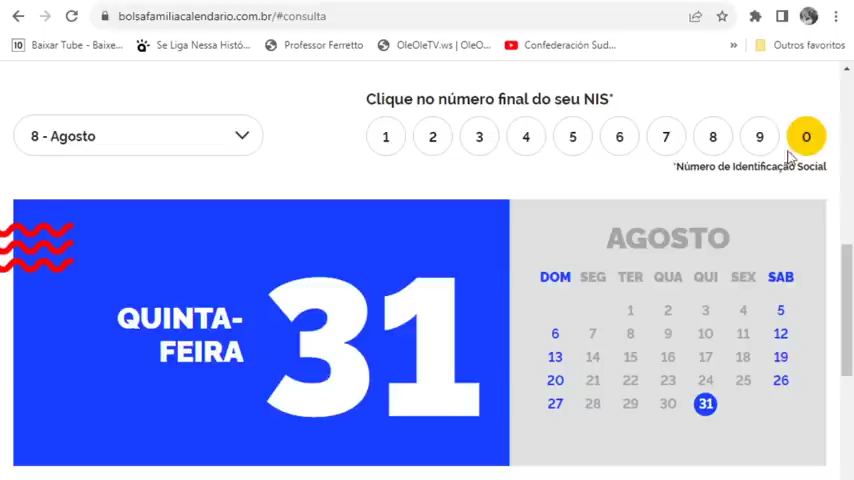 bolsafamiliacalendario.com.br/#consulta
Baixar Tube - Baixe... Se Liga Nessa Histó... Professor Ferretto OleOleTV.ws | OleO... Confederación Sud... » Outros favoritos
Clique no número final do seu NIS*
8 - Agosto 1 2 3 4 5 6 7 8 9 0
*Número de Identificação Social
AGOSTO
DOM SEG TER QUA QUI SEX SAB
1 2 3 4 5
6 7 8 9 10 11 12
13 14 15 16 17 18 19
20 21 22 23 24 25 26
27 28 29 30 31
QUINTA-
FEIRA
31